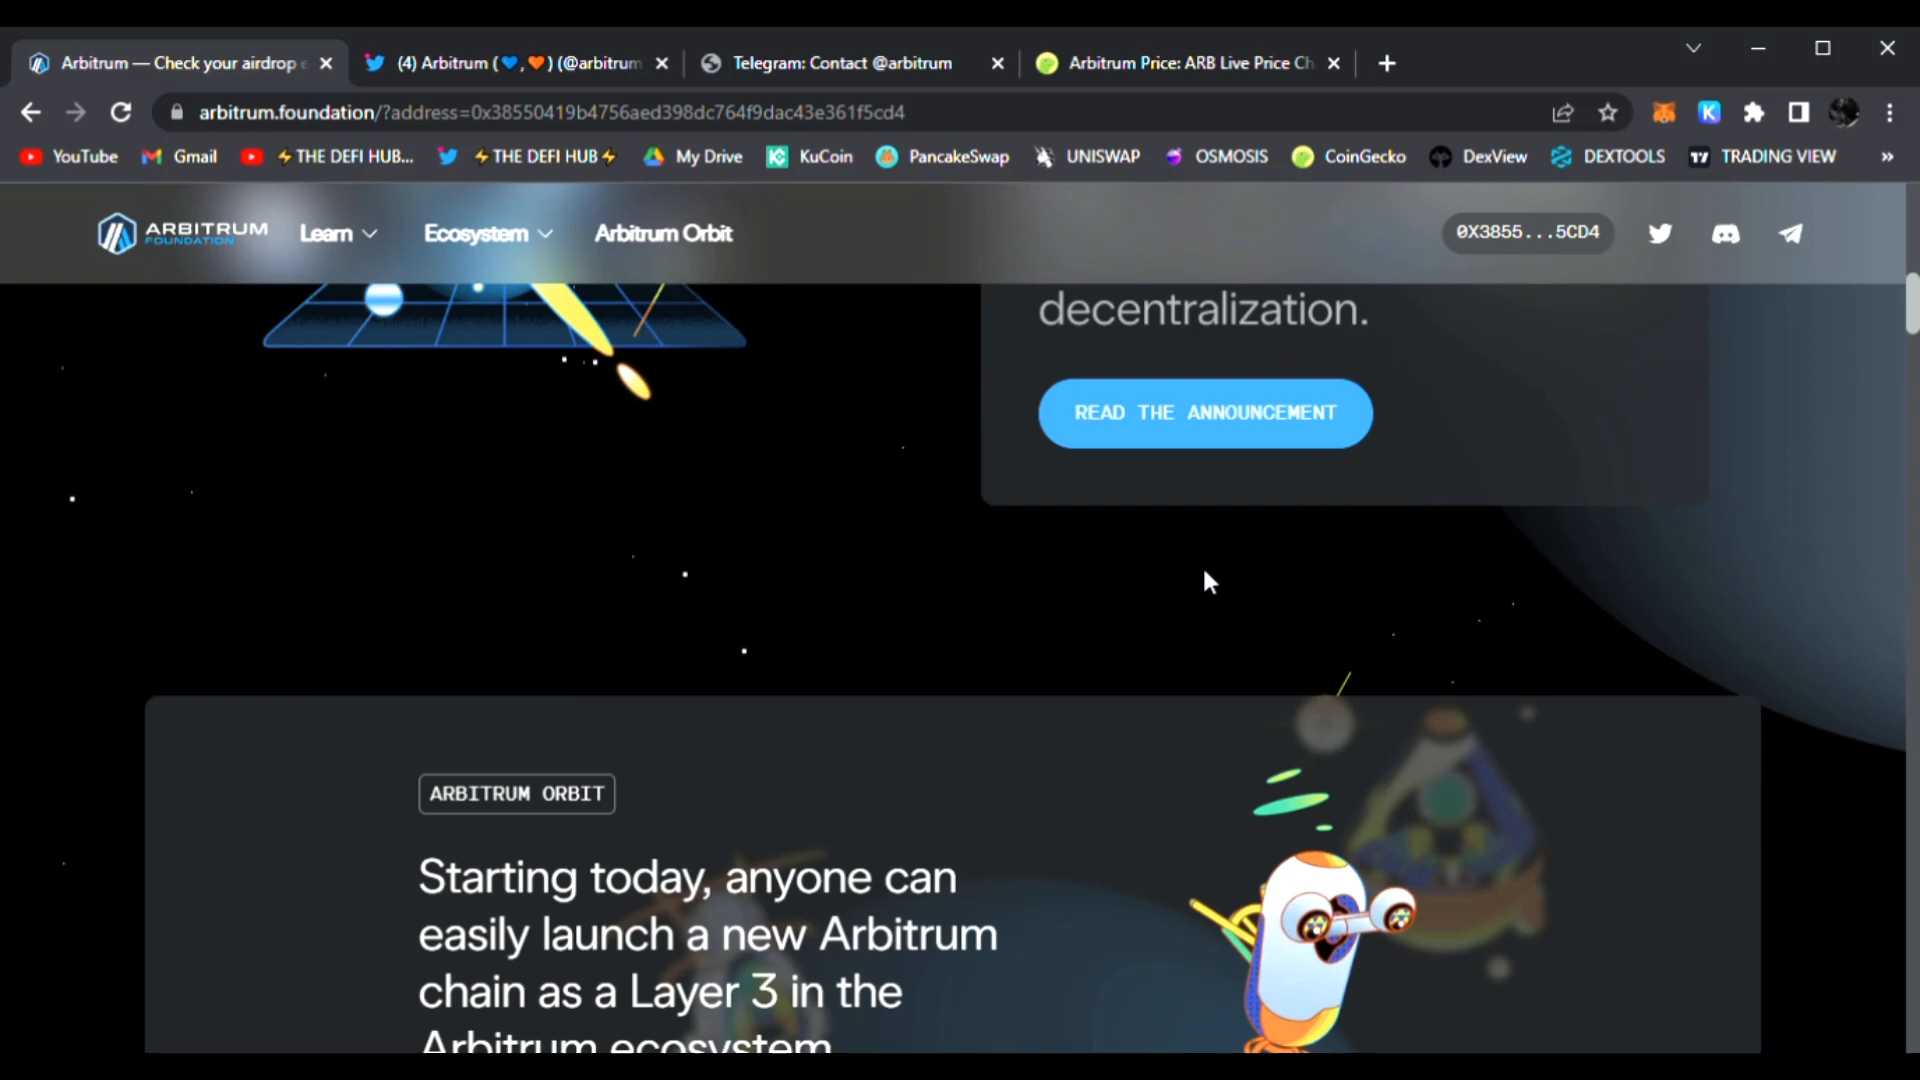 Arbitrum — Check your airdrop e
(4) Arbitrum (💙,🧡) (@arbitrum
Telegram: Contact @arbitrum
Arbitrum Price: ARB Live Price Ch
arbitrum.foundation/?address=0x38550419b4756aed398dc764f9dac43e361f5cd4
K
YouTube
Gmail
⚡THE DEFI HUB...
⚡THE DEFI HUB⚡
My Drive
KuCoin
PancakeSwap
UNISWAP
OSMOSIS
CoinGecko
DexView
DEXTOOLS
TRADING VIEW
»
ARBITRUM
FOUNDATION
Learn
Ecosystem
Arbitrum Orbit
0X3855...5CD4
decentralization.
READ THE ANNOUNCEMENT
ARBITRUM ORBIT
Starting today, anyone can
easily launch a new Arbitrum
chain as a Layer 3 in the
Arbitrum ecosystem